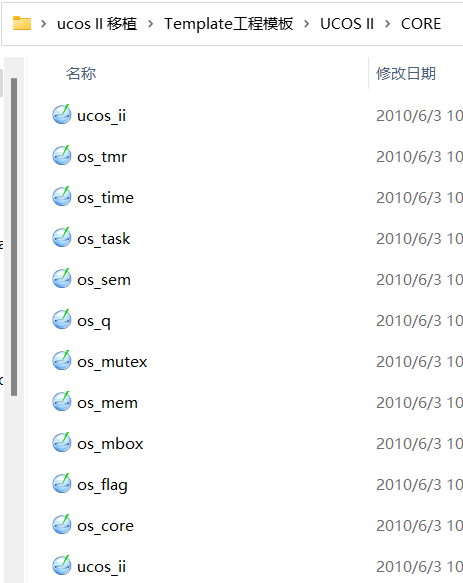 ucos II 移植 > Template工程模板 > UCOS II > CORE
名称 修改日期
ucos_ii 2010/6/3 10
os_tmr 2010/6/3 10
os_time 2010/6/3 10
os_task 2010/6/3 10
os_sem 2010/6/3 10
os_q 2010/6/3 10
os_mutex 2010/6/3 10
os_mem 2010/6/3 10
os_mbox 2010/6/3 10
os_flag 2010/6/3 10
os_core 2010/6/3 10
ucos_ii 2010/6/3 10